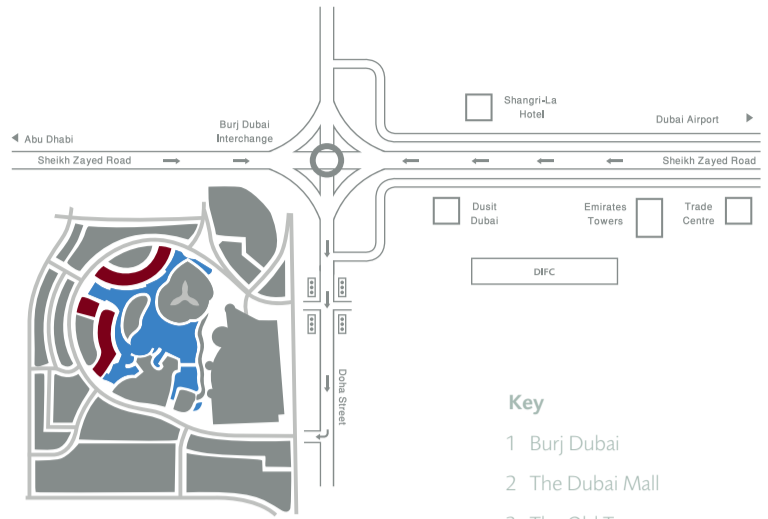 Shangri-La
Hotel
Dubai Airport
Burj Dubai
Interchange
Abu Dhabi
Sheikh Zayed Road
Sheikh Zayed Road
Dusit
Dubai
Emirates
Towers
Trade
Centre
DIFC
Doha Street
Key
1 Burj Dubai
2 The Dubai Mall